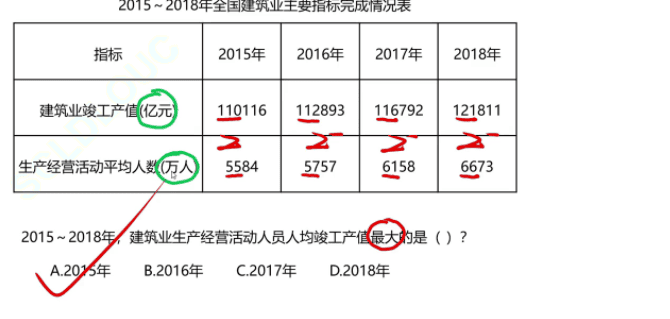 2015～2018年全国建筑业主要指标完成情况表
指标 2015年 2016年 2017年 2018年
建筑业竣工产值(亿元) 110116 112893 116792 121811
2 2 2 2
生产经营活动平均人数(万人) 5584 5757 6158 6673
2015～2018年，建筑业生产经营活动人员人均竣工产值最大的是（ ）?
A.2015年 B.2016年 C.2017年 D.2018年